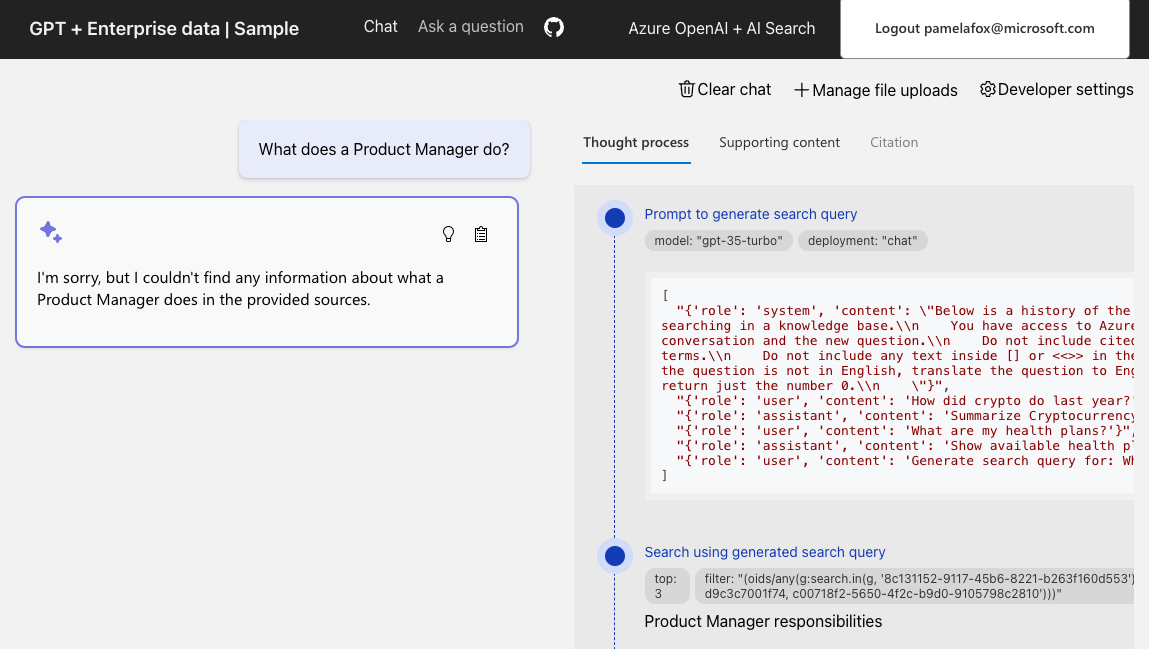 GPT + Enterprise data | Sample
Chat
Ask a question
Azure OpenAI + AI Search
Logout pamelafox@microsoft.com
Clear chat
Manage file uploads
Developer settings
What does a Product Manager do?
I'm sorry, but I couldn't find any information about what a
Product Manager does in the provided sources.
Thought process
Supporting content
Citation
Prompt to generate search query
model: "gpt-35-turbo"
deployment: "chat"
[
"{'role': 'system', 'content': \"Below is a history of the
searching in a knowledge base.\\n    You have access to Azure
conversation and the new question.\\n    Do not include cited
terms.\\n    Do not include any text inside [] or <<>> in the
the question is not in English, translate the question to Eng
return just the number 0.\\n    \"}",
"{'role': 'user', 'content': 'How did crypto do last year?'
"{'role': 'assistant', 'content': 'Summarize Cryptocurrency
"{'role': 'user', 'content': 'What are my health plans?'}",
"{'role': 'assistant', 'content': 'Show available health pl
"{'role': 'user', 'content': 'Generate search query for: Wh
]
Search using generated search query
top:
3
filter: "(oids/any(g:search.in(g, '8c131152-9117-45b6-8221-b263f160d553')
d9c3c7001f74, c00718f2-5650-4f2c-b9d0-9105798c2810')))"
Product Manager responsibilities